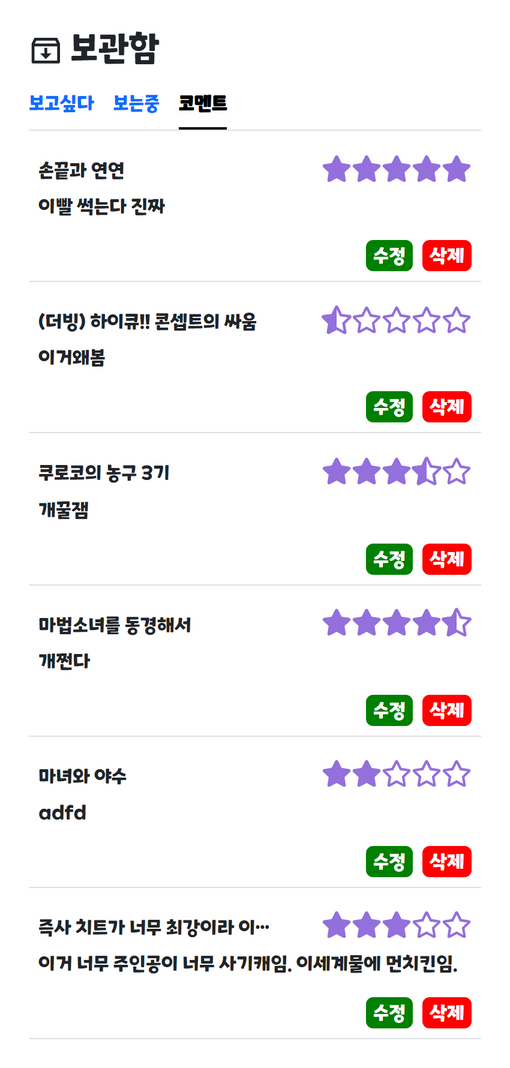 보관함
보고싶다 보는중 코멘트
손끝과 연연
이빨 썩는다 진짜
수정 삭제
(더빙) 하이큐!! 콘셉트의 싸움
이거왜봄
수정 삭제
쿠로코의 농구 3기
개꿀잼
수정 삭제
마법소녀를 동경해서
개쩐다
수정 삭제
마녀와 야수
adfd
수정 삭제
즉사 치트가 너무 최강이라 이…
이거 너무 주인공이 너무 사기캐임. 이세계물에 먼치킨임.
수정 삭제